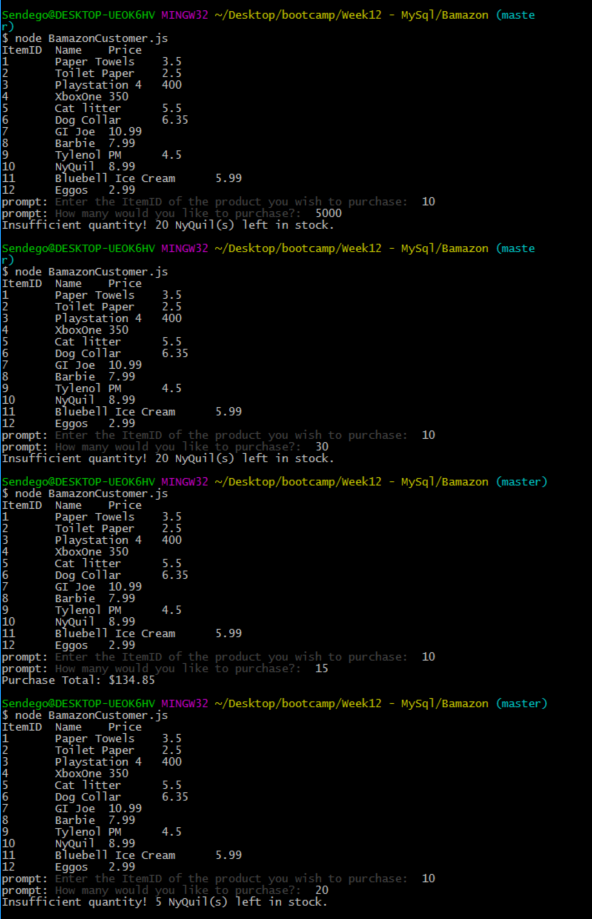 Sendego@DESKTOP-UEOK6HV MINGW32 ~/Desktop/bootcamp/Week12 - MySql/Bamazon (maste
r)
$ node BamazonCustomer.js
ItemID  Name    Price
1       Paper Towels    3.5
2       Toilet Paper    2.5
3       Playstation 4   400
4       XboxOne 350
5       Cat litter      5.5
6       Dog Collar      6.35
7       GI Joe  10.99
8       Barbie  7.99
9       Tylenol PM      4.5
10      NyQuil  8.99
11      Bluebell Ice Cream      5.99
12      Eggos   2.99
prompt: Enter the ItemID of the product you wish to purchase:  10
prompt: How many would you like to purchase?:  5000
Insufficient quantity! 20 NyQuil(s) left in stock.
Sendego@DESKTOP-UEOK6HV MINGW32 ~/Desktop/bootcamp/Week12 - MySql/Bamazon (maste
r)
$ node BamazonCustomer.js
ItemID  Name    Price
1       Paper Towels    3.5
2       Toilet Paper    2.5
3       Playstation 4   400
4       XboxOne 350
5       Cat litter      5.5
6       Dog Collar      6.35
7       GI Joe  10.99
8       Barbie  7.99
9       Tylenol PM      4.5
10      NyQuil  8.99
11      Bluebell Ice Cream      5.99
12      Eggos   2.99
prompt: Enter the ItemID of the product you wish to purchase:  10
prompt: How many would you like to purchase?:  30
Insufficient quantity! 20 NyQuil(s) left in stock.
Sendego@DESKTOP-UEOK6HV MINGW32 ~/Desktop/bootcamp/Week12 - MySql/Bamazon (master)
$ node BamazonCustomer.js
ItemID  Name    Price
1       Paper Towels    3.5
2       Toilet Paper    2.5
3       Playstation 4   400
4       XboxOne 350
5       Cat litter      5.5
6       Dog Collar      6.35
7       GI Joe  10.99
8       Barbie  7.99
9       Tylenol PM      4.5
10      NyQuil  8.99
11      Bluebell Ice Cream      5.99
12      Eggos   2.99
prompt: Enter the ItemID of the product you wish to purchase:  10
prompt: How many would you like to purchase?:  15
Purchase Total: $134.85
Sendego@DESKTOP-UEOK6HV MINGW32 ~/Desktop/bootcamp/Week12 - MySql/Bamazon (master)
$ node BamazonCustomer.js
ItemID  Name    Price
1       Paper Towels    3.5
2       Toilet Paper    2.5
3       Playstation 4   400
4       XboxOne 350
5       Cat litter      5.5
6       Dog Collar      6.35
7       GI Joe  10.99
8       Barbie  7.99
9       Tylenol PM      4.5
10      NyQuil  8.99
11      Bluebell Ice Cream      5.99
12      Eggos   2.99
prompt: Enter the ItemID of the product you wish to purchase:  10
prompt: How many would you like to purchase?:  20
Insufficient quantity! 5 NyQuil(s) left in stock.